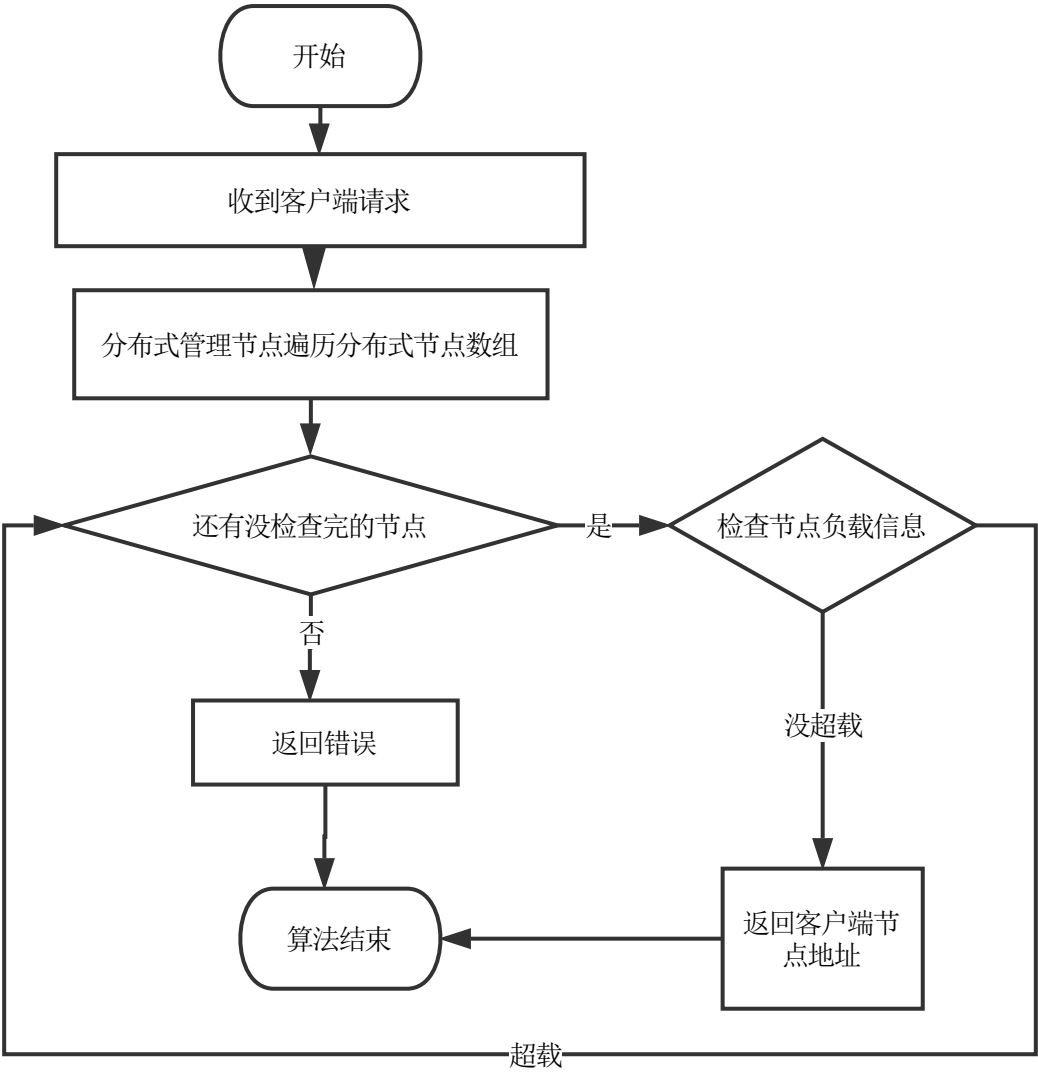 开始
收到客户端请求
分布式管理节点遍历分布式节点数组
还有没检查完的节点
是
检查节点负载信息
否
没超载
返回错误
返回客户端节
点地址
算法结束
超载